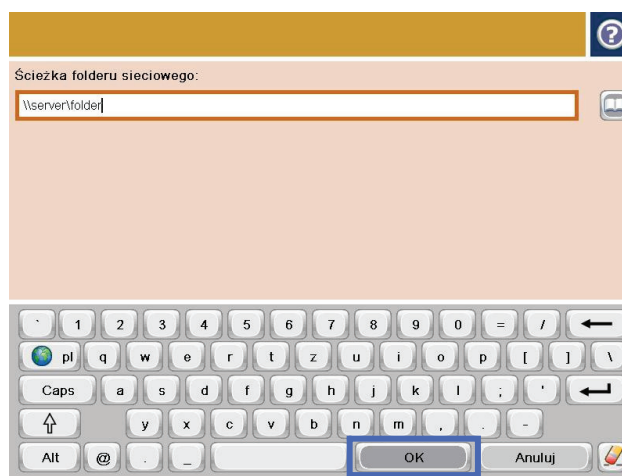 ?
Ścieżka folderu sieciowego:
\\server\folder
` 1 2 3 4 5 6 7 8 9 0 = /
pl q w e r t z u i o p [ ] \
Caps a s d f g h j k l ; '
y x c v b n m , . -
Alt @ . _ OK Anuluj